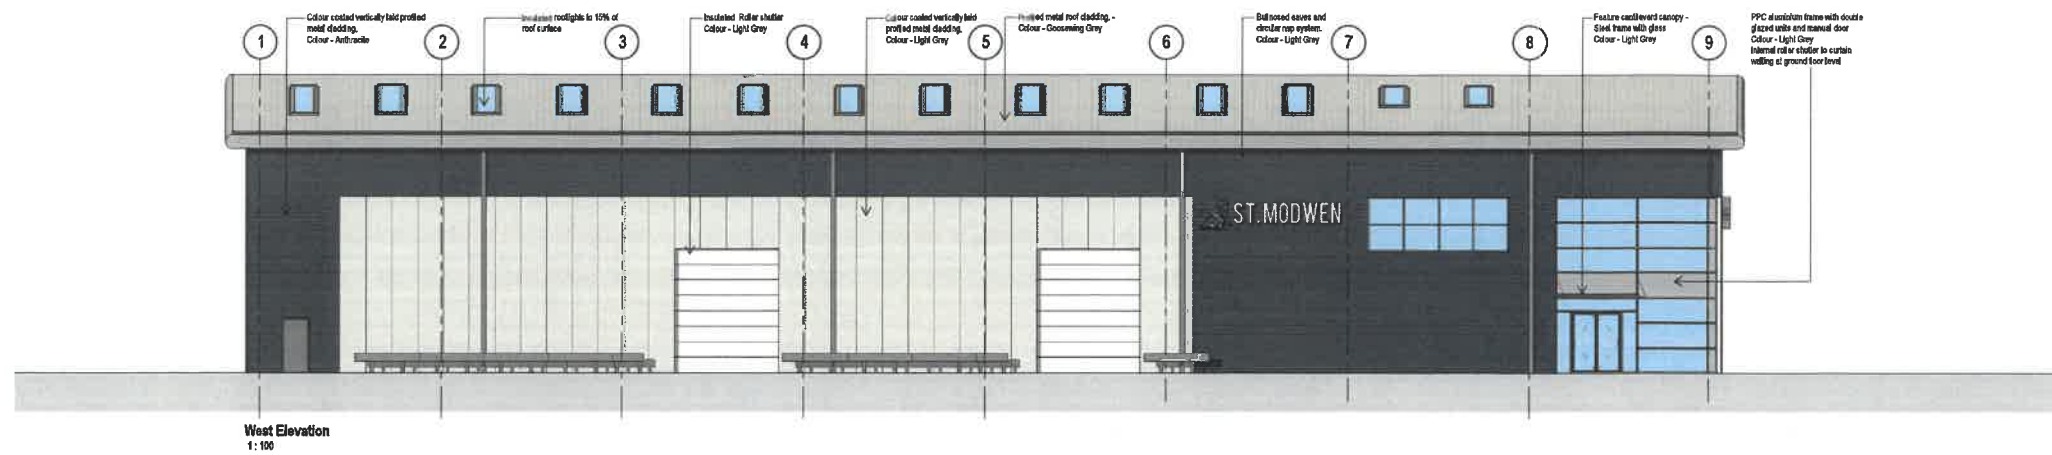 1
Colour coated vertically laid profiled
metal cladding.
Colour - Anthracite
2
Insulated rooflights to 15% of
roof surface
3
Insulated Roller shutter
Colour - Light Grey
4
Colour coated vertically laid
profiled metal cladding.
Colour - Light Grey
5
Profiled metal roof cladding. -
Colour - Goosewing Grey
6
Bullnosed eaves and
circular rwp system.
Colour - Light Grey
7
8
Feature cantileverd canopy -
Steel frame with glass
Colour - Light Grey
9
PPC aluminium frame with double
glazed units and manual door
Colour - Light Grey
Internal roller shutter to curtain
walling at ground floor level
ST.MODWEN
West Elevation
1 : 100